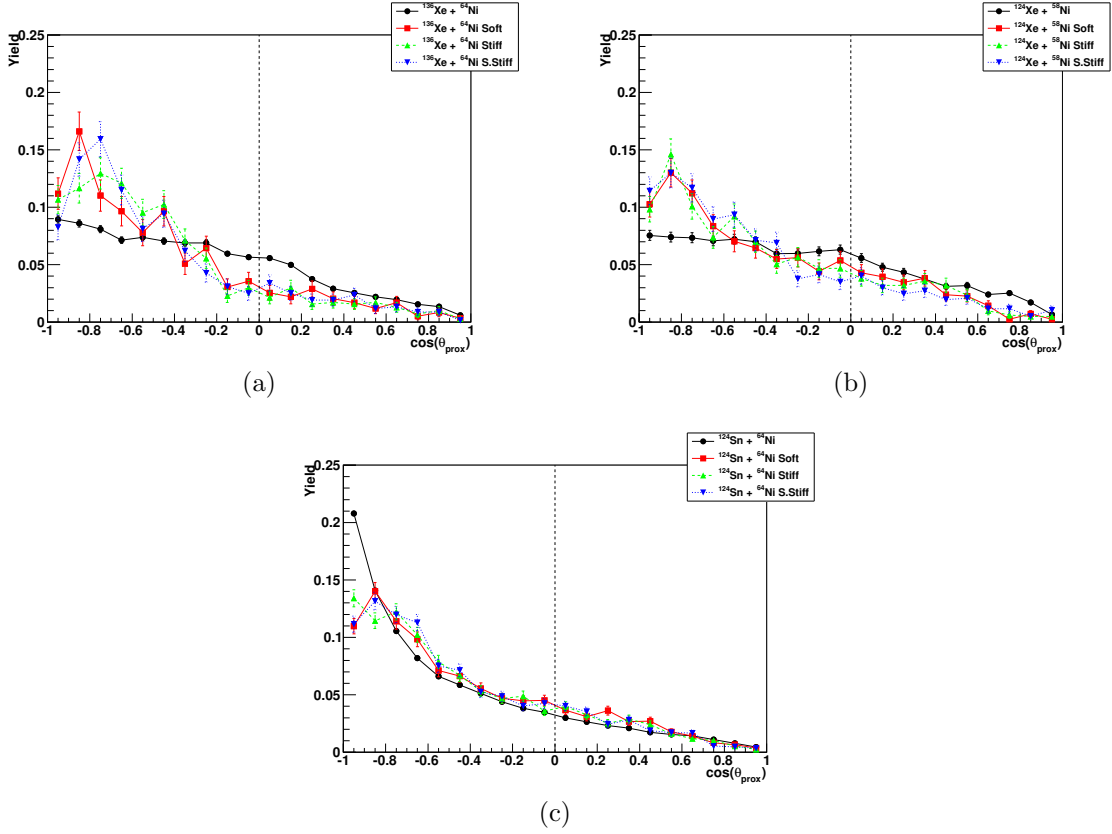 ¹³⁶Xe + ⁶⁴Ni
¹³⁶Xe + ⁶⁴Ni Soft
¹³⁶Xe + ⁶⁴Ni Stiff
¹³⁶Xe + ⁶⁴Ni S.Stiff
Yield
0.25
0.2
0.15
0.1
0.05
0
-1 -0.8 -0.6 -0.4 -0.2 0 0.2 0.4 0.6 0.8 1
cos(θprox)
(a)
¹²⁴Xe + ⁵⁸Ni
¹²⁴Xe + ⁵⁸Ni Soft
¹²⁴Xe + ⁵⁸Ni Stiff
¹²⁴Xe + ⁵⁸Ni S.Stiff
Yield
0.25
0.2
0.15
0.1
0.05
0
-1 -0.8 -0.6 -0.4 -0.2 0 0.2 0.4 0.6 0.8 1
cos(θprox)
(b)
¹²⁴Sn + ⁶⁴Ni
¹²⁴Sn + ⁶⁴Ni Soft
¹²⁴Sn + ⁶⁴Ni Stiff
¹²⁴Sn + ⁶⁴Ni S.Stiff
Yield
0.25
0.2
0.15
0.1
0.05
0
-1 -0.8 -0.6 -0.4 -0.2 0 0.2 0.4 0.6 0.8 1
cos(θprox)
(c)